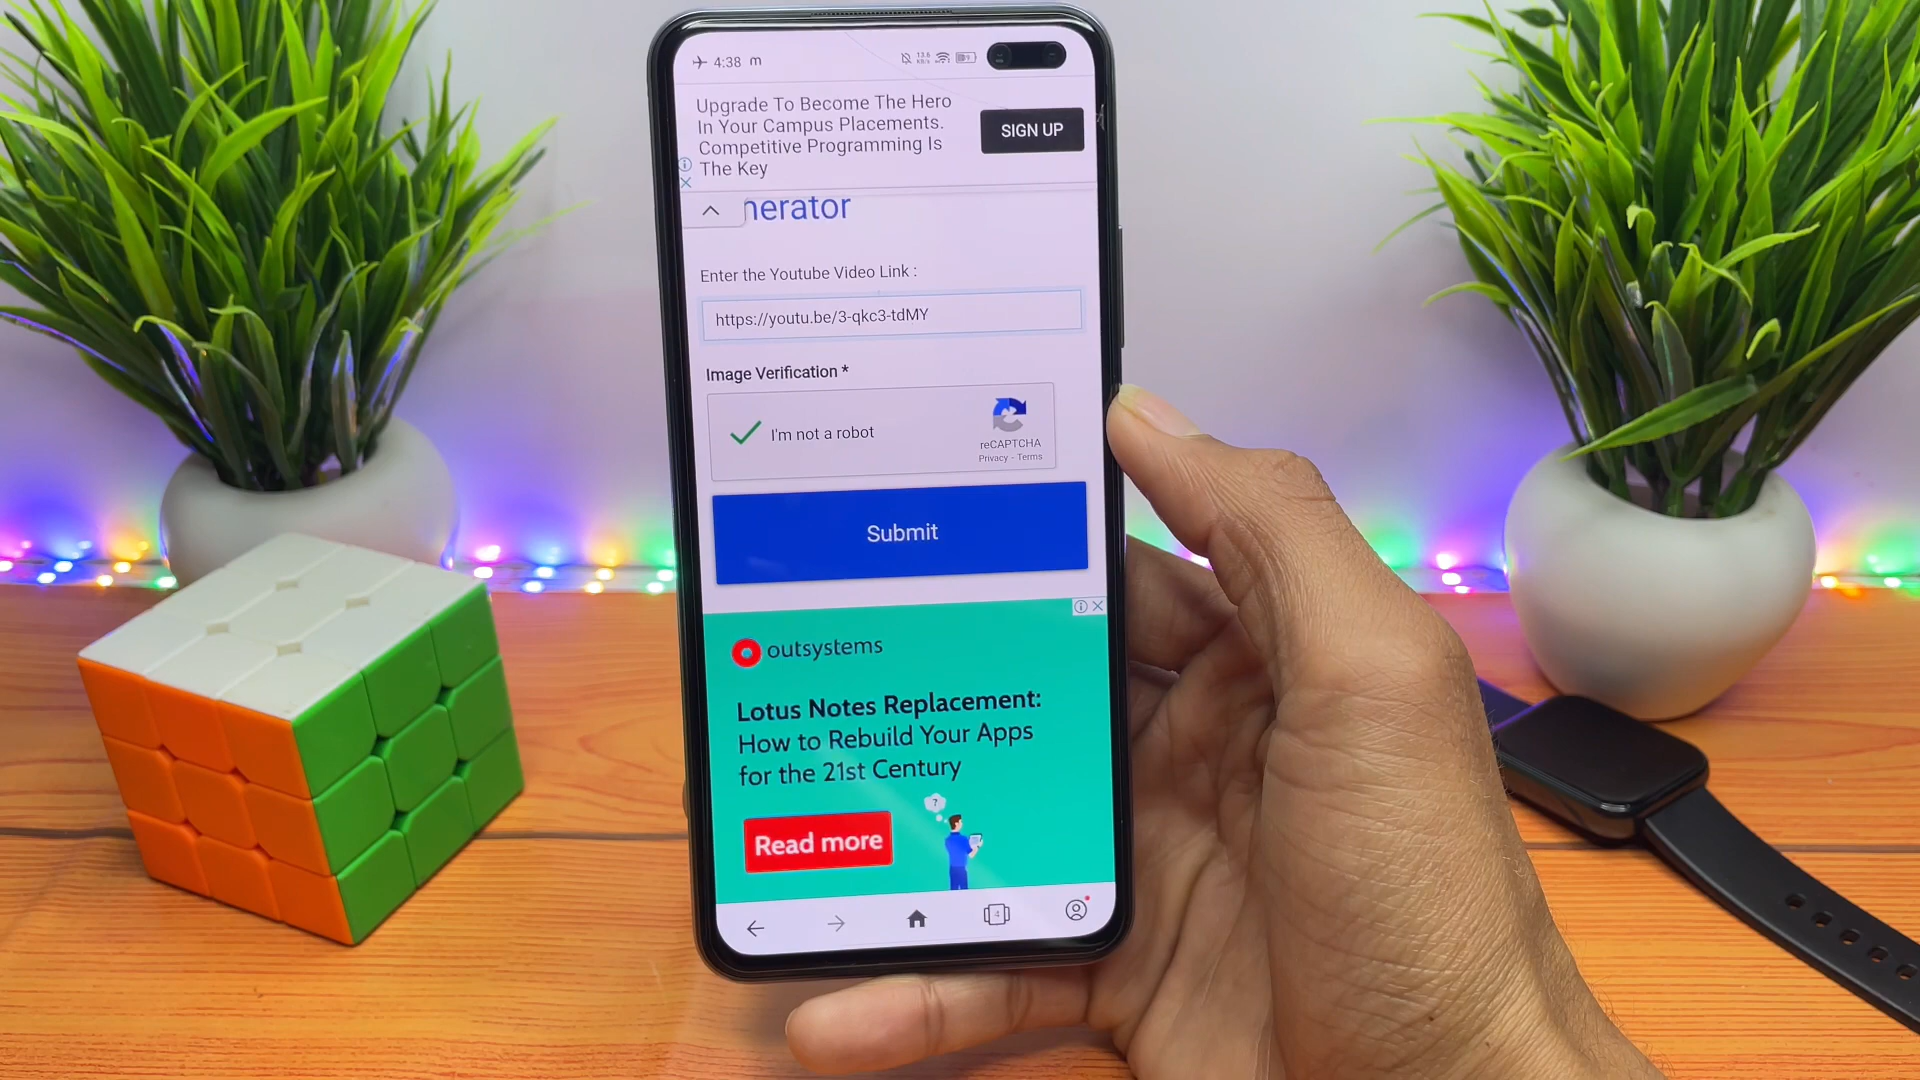 4:38 m
Upgrade To Become The Hero
In Your Campus Placements.
Competitive Programming Is
The Key
SIGN UP
nerator
Enter the Youtube Video Link :
https://youtu.be/3-qkc3-tdMY
Image Verification *
I'm not a robot
reCAPTCHA
Privacy - Terms
Submit
outsystems
Lotus Notes Replacement:
How to Rebuild Your Apps
for the 21st Century
?
Read more
4